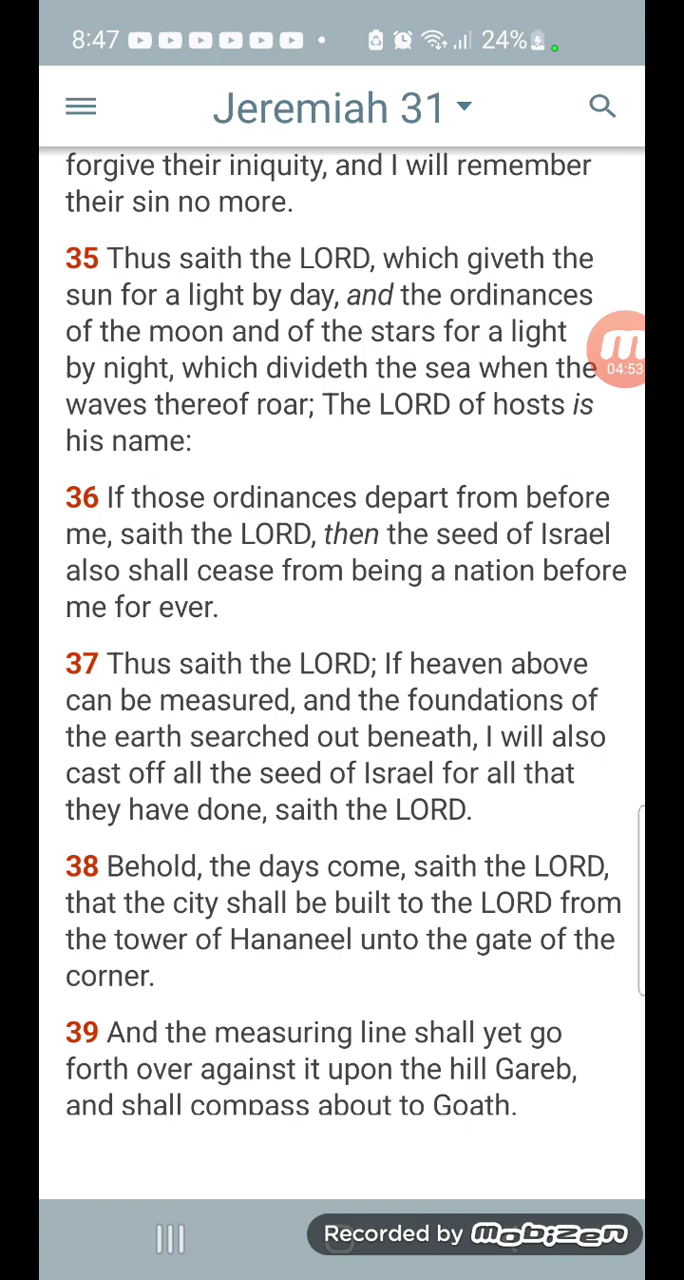 8:47 24%
Jeremiah 31
forgive their iniquity, and I will remember
their sin no more.
35 Thus saith the LORD, which giveth the
sun for a light by day, and the ordinances
of the moon and of the stars for a light
by night, which divideth the sea when the
waves thereof roar; The LORD of hosts is
his name:
m
04:53
36 If those ordinances depart from before
me, saith the LORD, then the seed of Israel
also shall cease from being a nation before
me for ever.
37 Thus saith the LORD; If heaven above
can be measured, and the foundations of
the earth searched out beneath, I will also
cast off all the seed of Israel for all that
they have done, saith the LORD.
38 Behold, the days come, saith the LORD,
that the city shall be built to the LORD from
the tower of Hananeel unto the gate of the
corner.
39 And the measuring line shall yet go
forth over against it upon the hill Gareb,
and shall compass about to Goath.
Recorded by mobizen